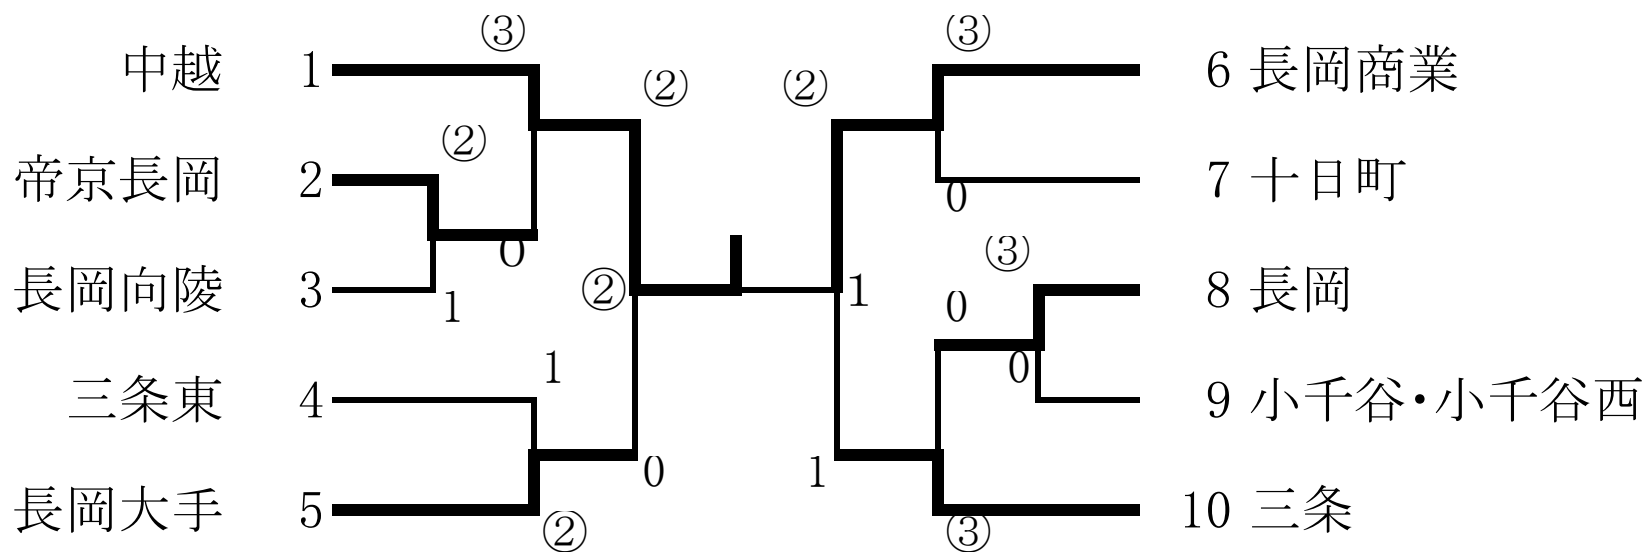 ③ ③
中越 1 ② ② 6 長岡商業
②
帝京長岡 2 7 十日町
0 0 ③
長岡向陵 3 1 ② 1 0 8 長岡
1 0
三条東 4 9 小千谷・小千谷西
0 1
長岡大手 5 ② ③ 10 三条